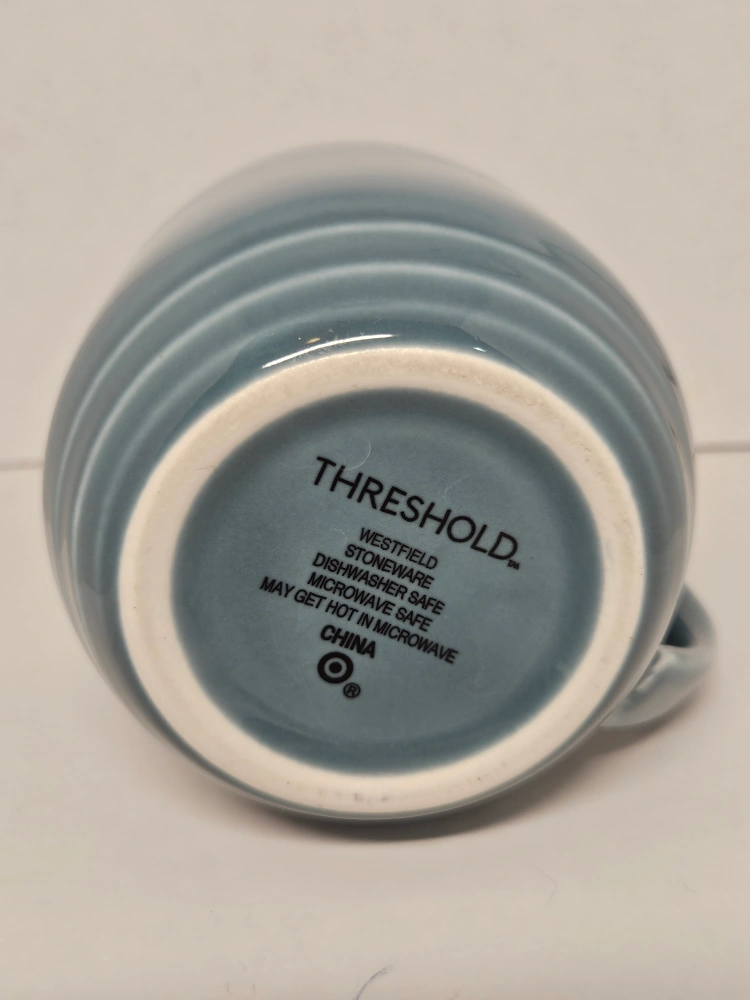 THRESHOLD™
WESTFIELD
STONEWARE
DISHWASHER SAFE
MICROWAVE SAFE
MAY GET HOT IN MICROWAVE
CHINA
®